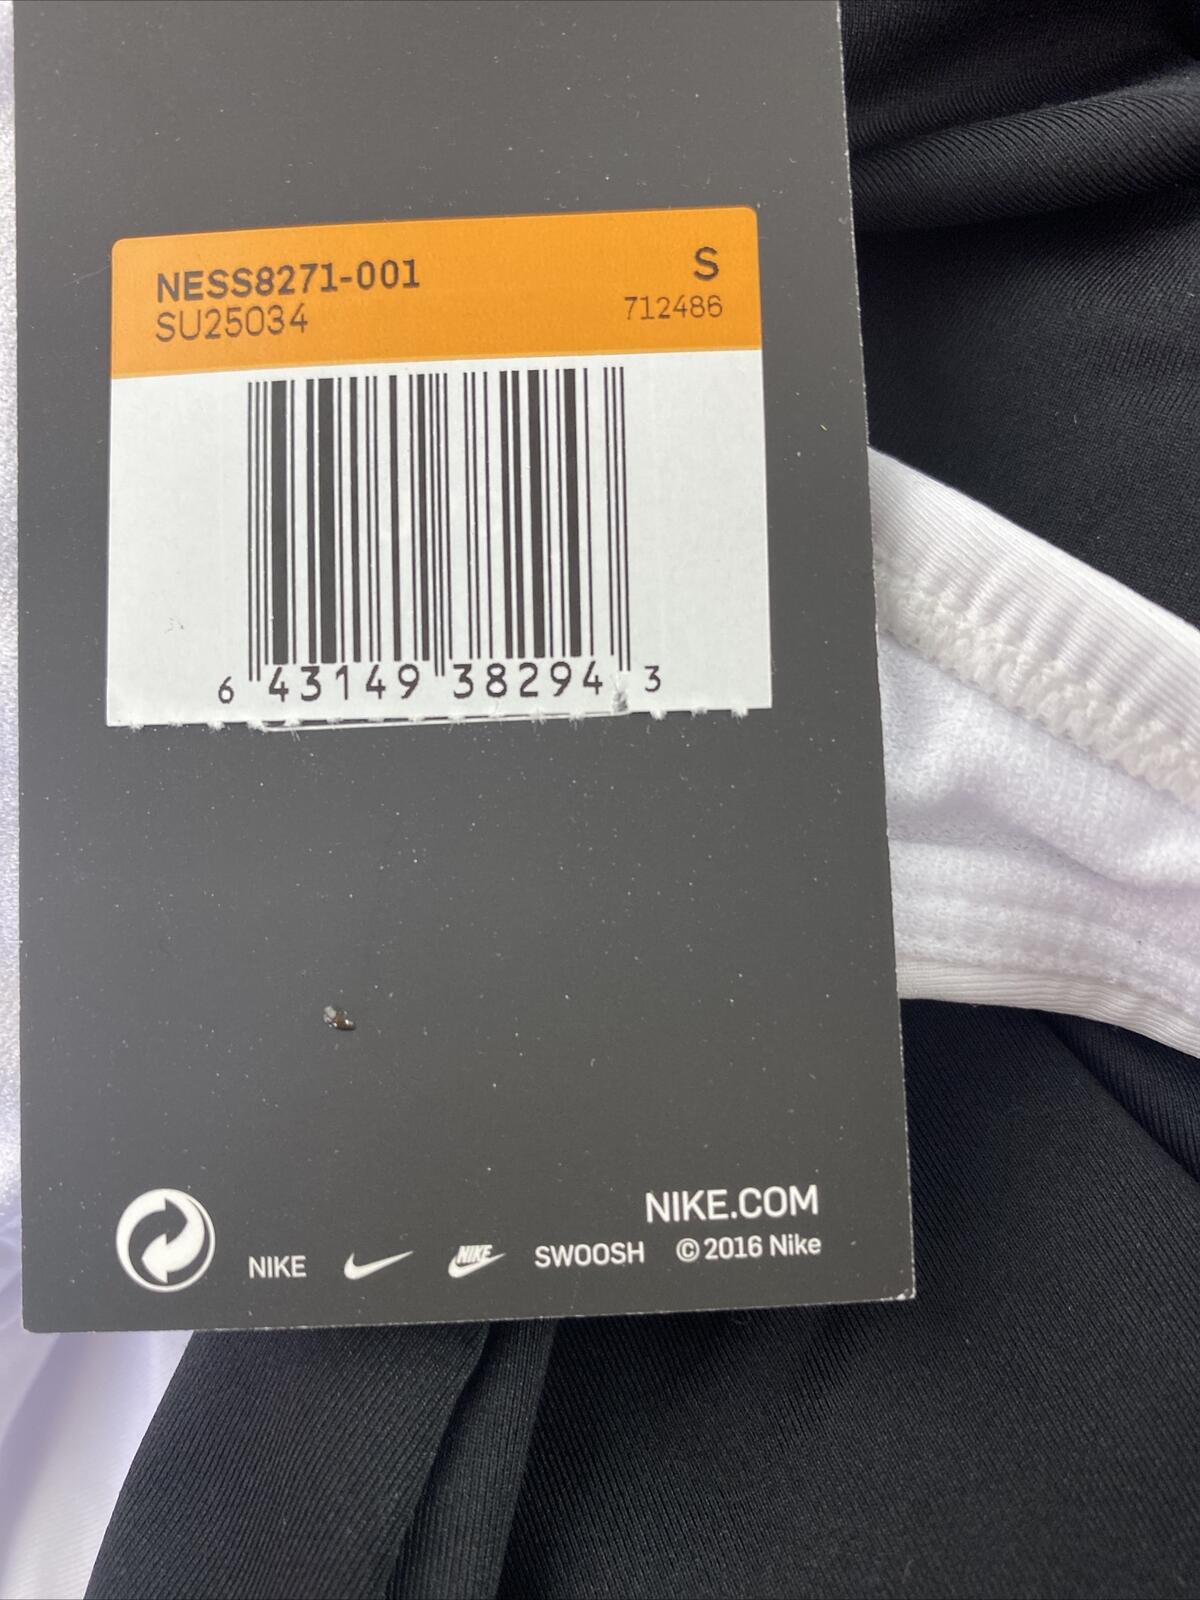 NESS8271-001 S
SU25034 712486
6 43149 38294 3
NIKE.COM
NIKE NIKE SWOOSH © 2016 Nike